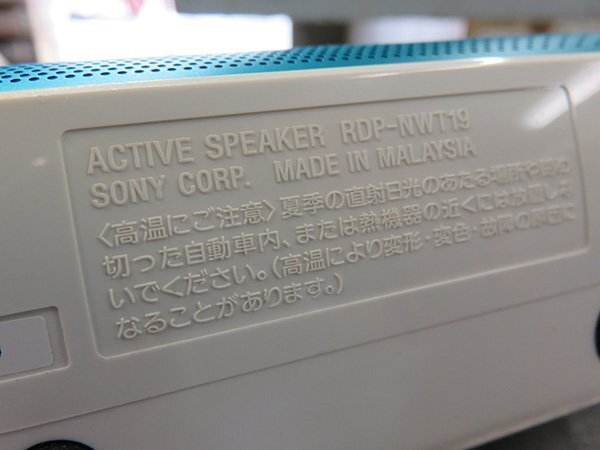 ACTIVE SPEAKER RDP-NWT19
SONY CORP. MADE IN MALAYSIA
〈高温にご注意〉夏季の直射日光のあたる場所や閉め
切った自動車内、または熱機器の近くには放置しな
いでください。(高温により変形・変色・故障の原因に
なることがあります。)